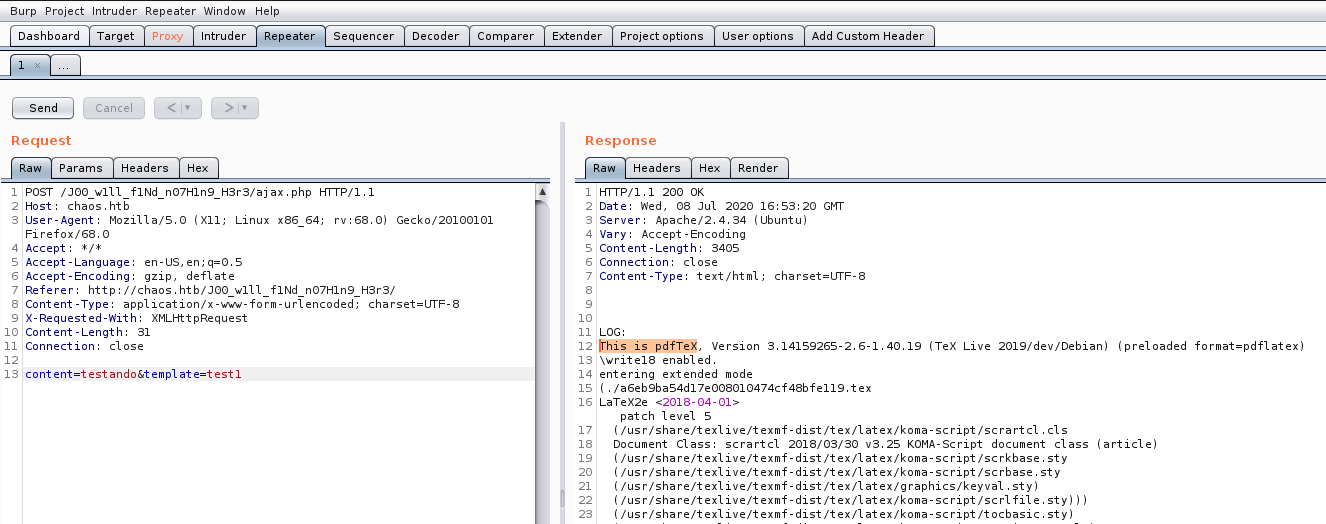 Burp Project Intruder Repeater Window Help
Dashboard Target Proxy Intruder Repeater Sequencer Decoder Comparer Extender Project options User options Add Custom Header
1 × ...
Send Cancel < ▼ > ▼
Request
Raw Params Headers Hex
1 POST /J00_w1ll_f1Nd_n07H1n9_H3r3/ajax.php HTTP/1.1
2 Host: chaos.htb
3 User-Agent: Mozilla/5.0 (X11; Linux x86_64; rv:68.0) Gecko/20100101
Firefox/68.0
4 Accept: */*
5 Accept-Language: en-US,en;q=0.5
6 Accept-Encoding: gzip, deflate
7 Referer: http://chaos.htb/J00_w1ll_f1Nd_n07H1n9_H3r3/
8 Content-Type: application/x-www-form-urlencoded; charset=UTF-8
9 X-Requested-With: XMLHttpRequest
10 Content-Length: 31
11 Connection: close
12
13 content=testando&template=test1
Response
Raw Headers Hex Render
1 HTTP/1.1 200 OK
2 Date: Wed, 08 Jul 2020 16:53:20 GMT
3 Server: Apache/2.4.34 (Ubuntu)
4 Vary: Accept-Encoding
5 Content-Length: 3405
6 Connection: close
7 Content-Type: text/html; charset=UTF-8
8
9
10
11 LOG:
12 This is pdfTeX, Version 3.14159265-2.6-1.40.19 (TeX Live 2019/dev/Debian) (preloaded format=pdflatex)
13 \write18 enabled.
14 entering extended mode
15 (./a6eb9ba54d17e008010474cf48bfe119.tex
16 LaTeX2e <2018-04-01>
patch level 5
17 (/usr/share/texlive/texmf-dist/tex/latex/koma-script/scrartcl.cls
18 Document Class: scrartcl 2018/03/30 v3.25 KOMA-Script document class (article)
19 (/usr/share/texlive/texmf-dist/tex/latex/koma-script/scrkbase.sty
20 (/usr/share/texlive/texmf-dist/tex/latex/koma-script/scrbase.sty
21 (/usr/share/texlive/texmf-dist/tex/latex/graphics/keyval.sty)
22 (/usr/share/texlive/texmf-dist/tex/latex/koma-script/scrlfile.sty)))
23 (/usr/share/texlive/texmf-dist/tex/latex/koma-script/tocbasic.sty)